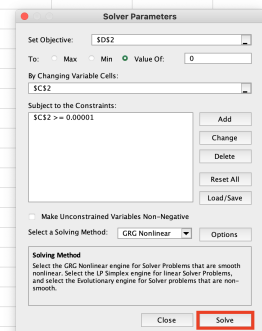 Solver Parameters
Set Objective: $D$2
To: Max Min Value Of: 0
By Changing Variable Cells:
$C$2
Subject to the Constraints:
$C$2 >= 0.00001
Add
Change
Delete
Reset All
Load/Save
Make Unconstrained Variables Non-Negative
Select a Solving Method: GRG Nonlinear Options
Solving Method
Select the GRG Nonlinear engine for Solver Problems that are smooth
nonlinear. Select the LP Simplex engine for linear Solver Problems,
and select the Evolutionary engine for Solver problems that are non-
smooth.
Close Solve